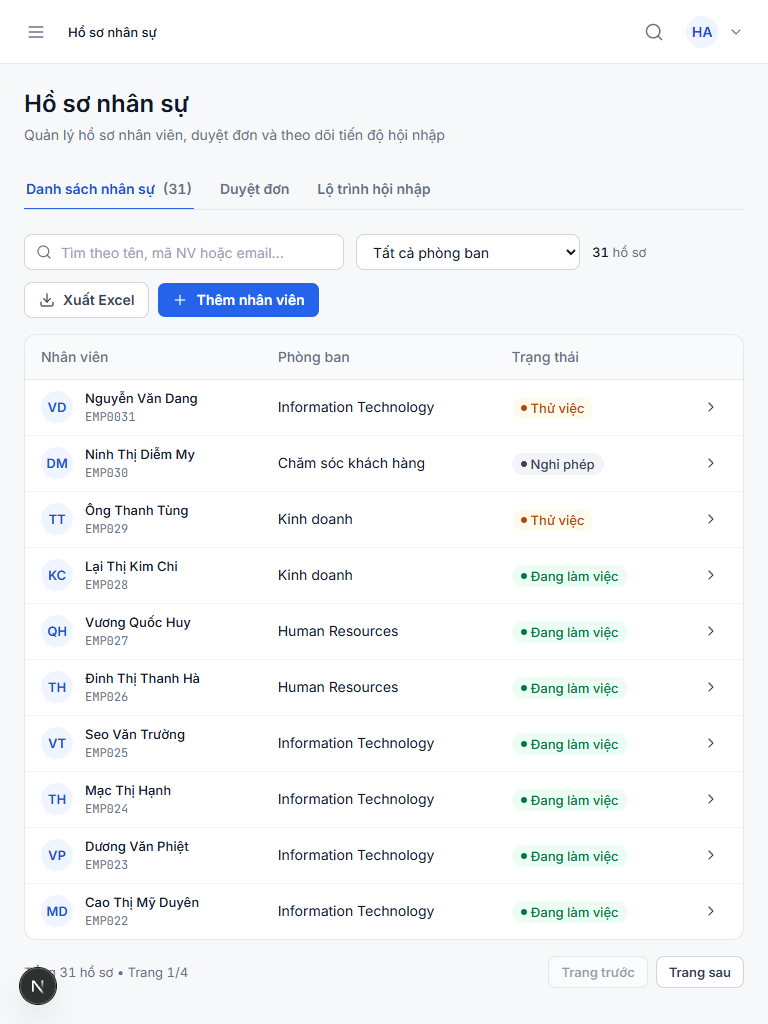 Hồ sơ nhân sự
HA
Hồ sơ nhân sự
Quản lý hồ sơ nhân viên, duyệt đơn và theo dõi tiến độ hội nhập
Danh sách nhân sự (31)
Duyệt đơn
Lộ trình hội nhập
Tìm theo tên, mã NV hoặc email...
Tất cả phòng ban
31 hồ sơ
Xuất Excel
Thêm nhân viên
Nhân viên Phòng ban Trạng thái
VD Nguyễn Văn Dang Information Technology Thử việc
EMP0031
DM Ninh Thị Diễm My Chăm sóc khách hàng Nghỉ phép
EMP030
TT Ông Thanh Tùng Kinh doanh Thử việc
EMP029
KC Lại Thị Kim Chi Kinh doanh Đang làm việc
EMP028
QH Vương Quốc Huy Human Resources Đang làm việc
EMP027
TH Đinh Thị Thanh Hà Human Resources Đang làm việc
EMP026
VT Seo Văn Trường Information Technology Đang làm việc
EMP025
TH Mạc Thị Hạnh Information Technology Đang làm việc
EMP024
VP Dương Văn Phiệt Information Technology Đang làm việc
EMP023
MD Cao Thị Mỹ Duyên Information Technology Đang làm việc
EMP022
31 hồ sơ • Trang 1/4
Trang trước
Trang sau
N